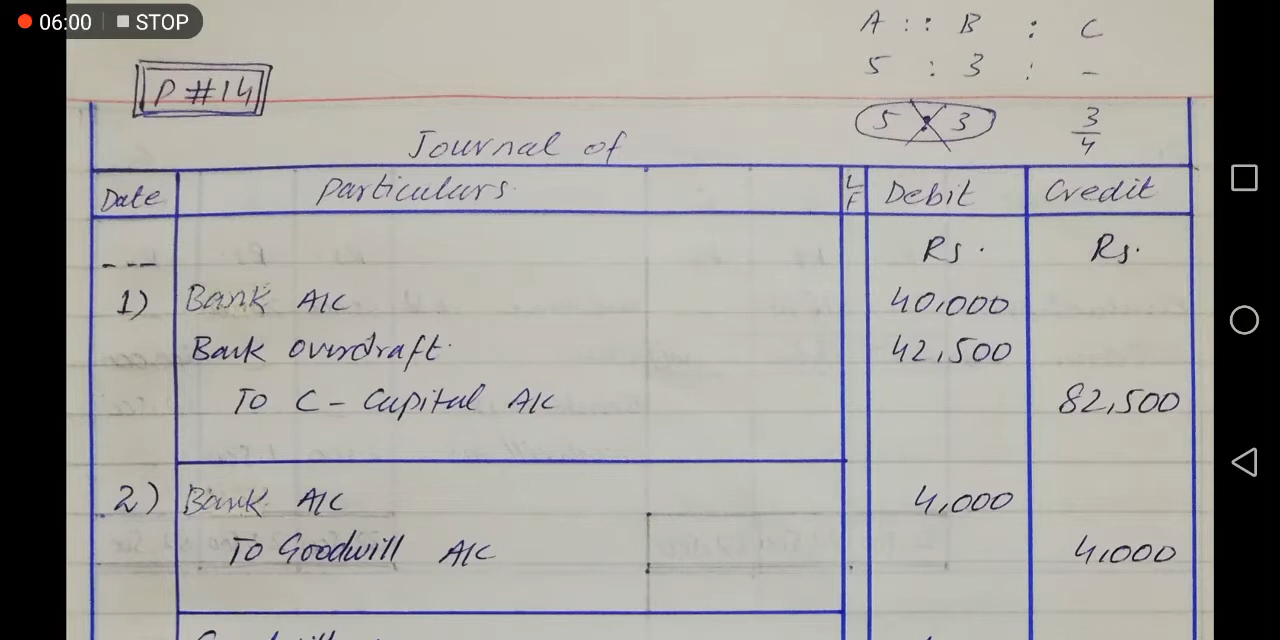 06:00 STOP
A : : B : C
5 : 3 : -
P #14
5 : 3 3/4
Journal of
Date Particulars. L F Debit Credit
--- Rs. Rs.
1) Bank A/C 40,000
Bank overdraft. 42,500
To C - Capital A/C 82,500
2) Bank A/C 4,000
To Goodwill A/C 4,000